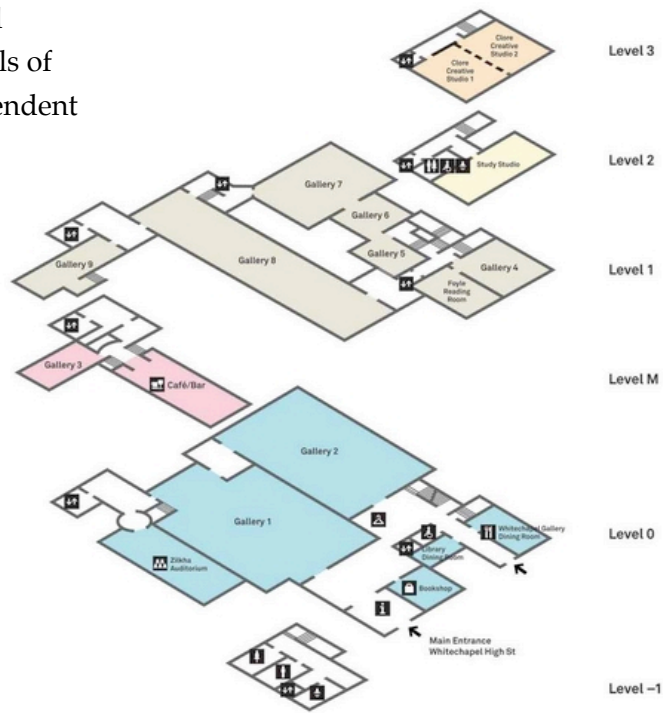 ls of
endent
Clore
Creative
Studio 2
Clore
Creative
Studio 1
Level 3
Study Studio
Level 2
Gallery 7
Gallery 6
Gallery 5
Gallery 4
Gallery 8
Gallery 9
Foyle
Reading
Room
Level 1
Gallery 3
Café/Bar
Level M
Gallery 2
Gallery 1
Zilkha
Auditorium
Whitechapel Gallery
Dining Room
Library
Dining Room
Bookshop
Level 0
Main Entrance
Whitechapel High St
Level –1